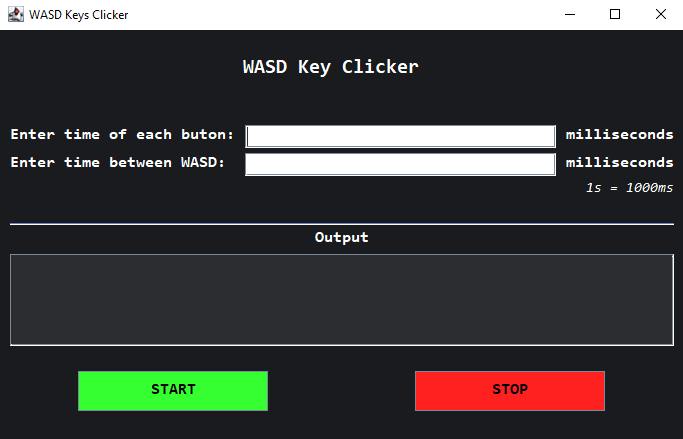 WASD Keys Clicker
WASD Key Clicker
Enter time of each buton: milliseconds
Enter time between WASD: milliseconds
1s = 1000ms
Output
START STOP